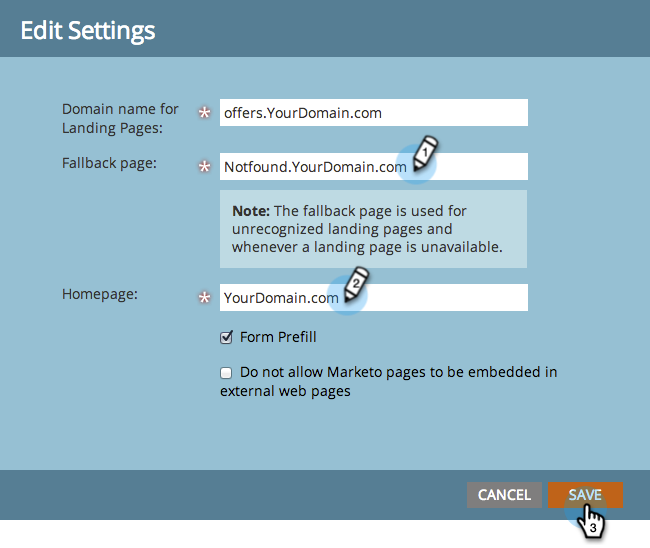 Edit Settings
Domain name for
Landing Pages:
* offers.YourDomain.com
Fallback page:
* Notfound.YourDomain.com
1
Note: The fallback page is used for
unrecognized landing pages and
whenever a landing page is unavailable.
Homepage:
* YourDomain.com
2
Form Prefill
Do not allow Marketo pages to be embedded in
external web pages
CANCEL
SAVE
3